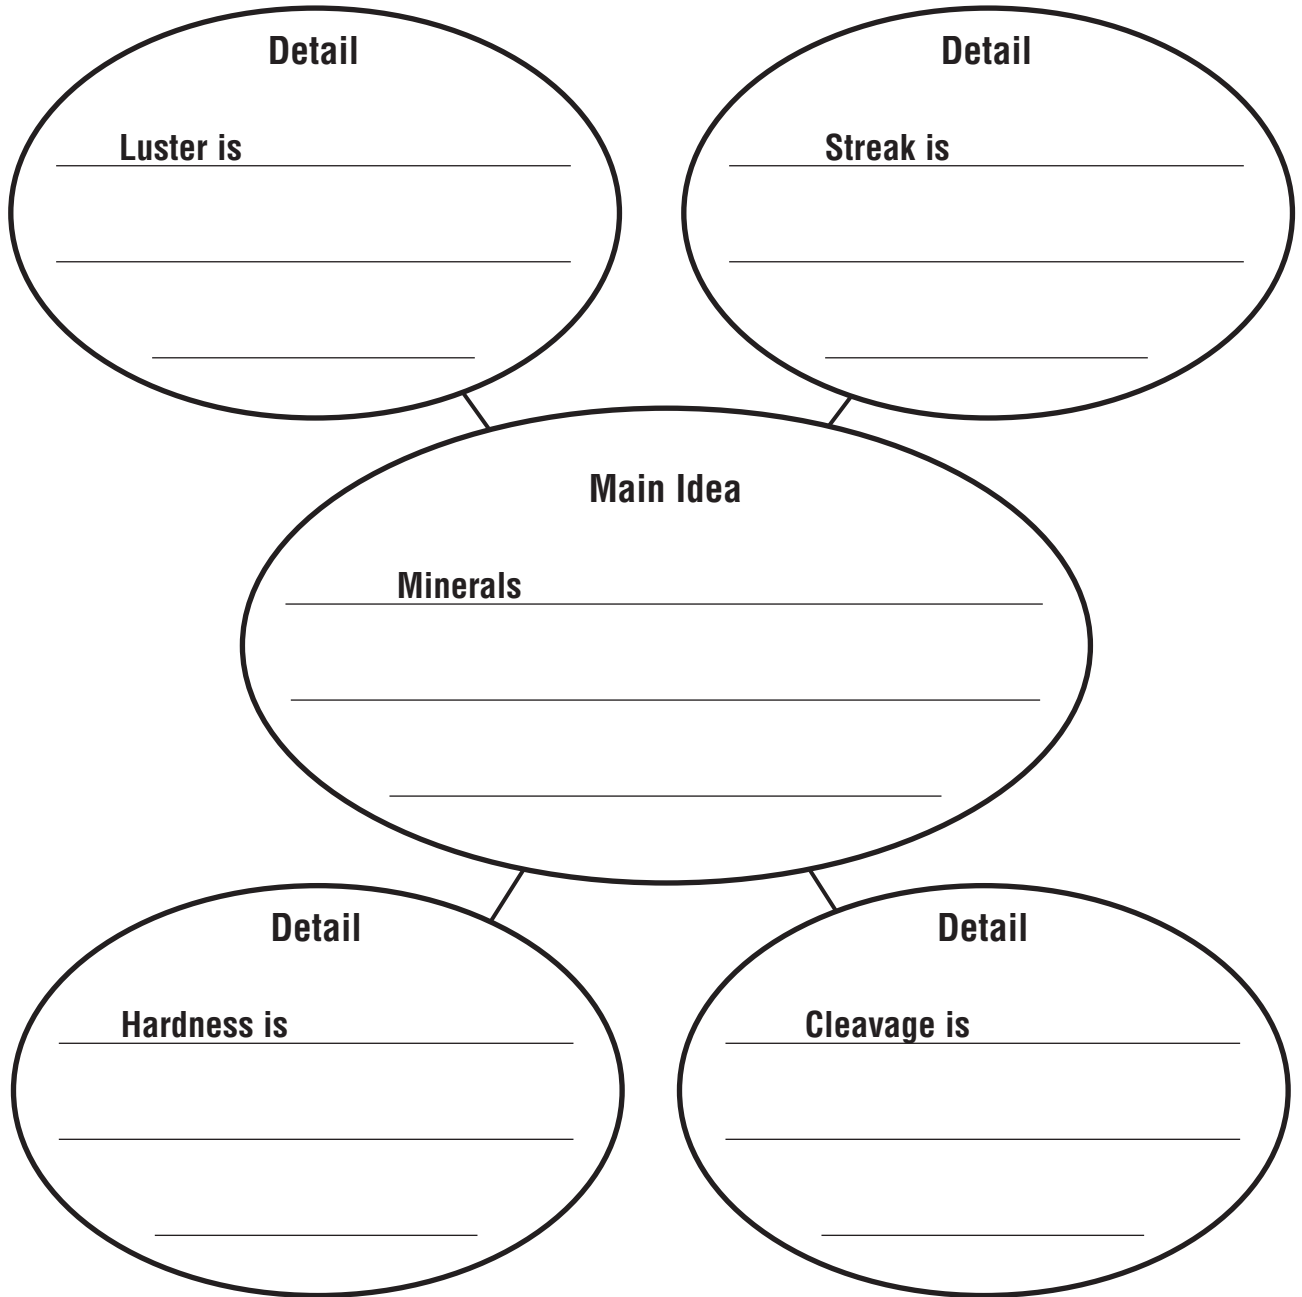 Detail
Luster is
Detail
Streak is
Main Idea
Minerals
Detail
Hardness is
Detail
Cleavage is